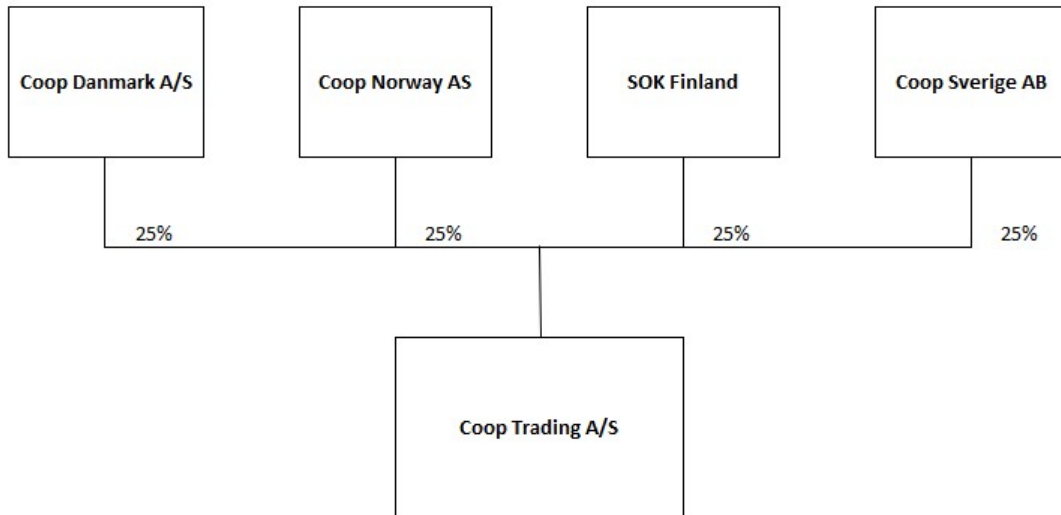 Coop Danmark A/S
Coop Norway AS
SOK Finland
Coop Sverige AB
25%
25%
25%
25%
Coop Trading A/S